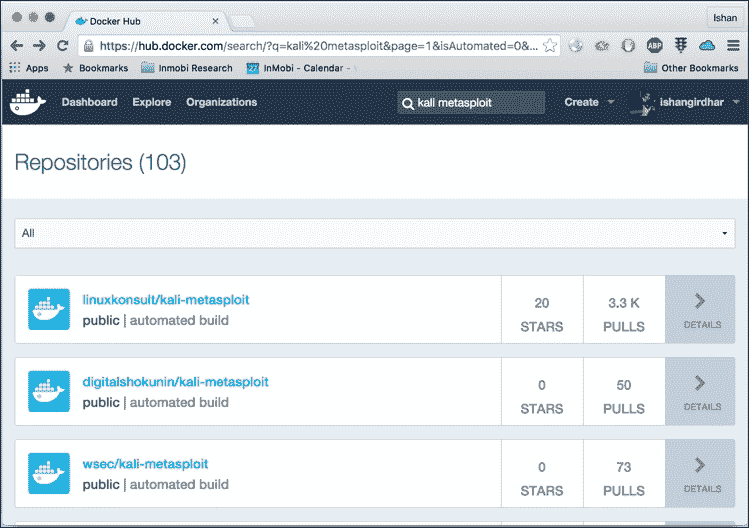 Docker Hub
Ishan
https://hub.docker.com/search/?q=kali%20metasploit&page=1&isAutomated=0&...
ABP
Apps Bookmarks Inmobi Research 27 InMobi - Calendar - Other Bookmarks
Dashboard Explore Organizations kali metasploit Create ishangirdhar
Repositories (103)
All
linuxkonsult/kali-metasploit
public | automated build
20
STARS
3.3 K
PULLS
DETAILS
digitalshokunin/kali-metasploit
public | automated build
0
STARS
50
PULLS
DETAILS
wsec/kali-metasploit
public | automated build
0
STARS
73
PULLS
DETAILS